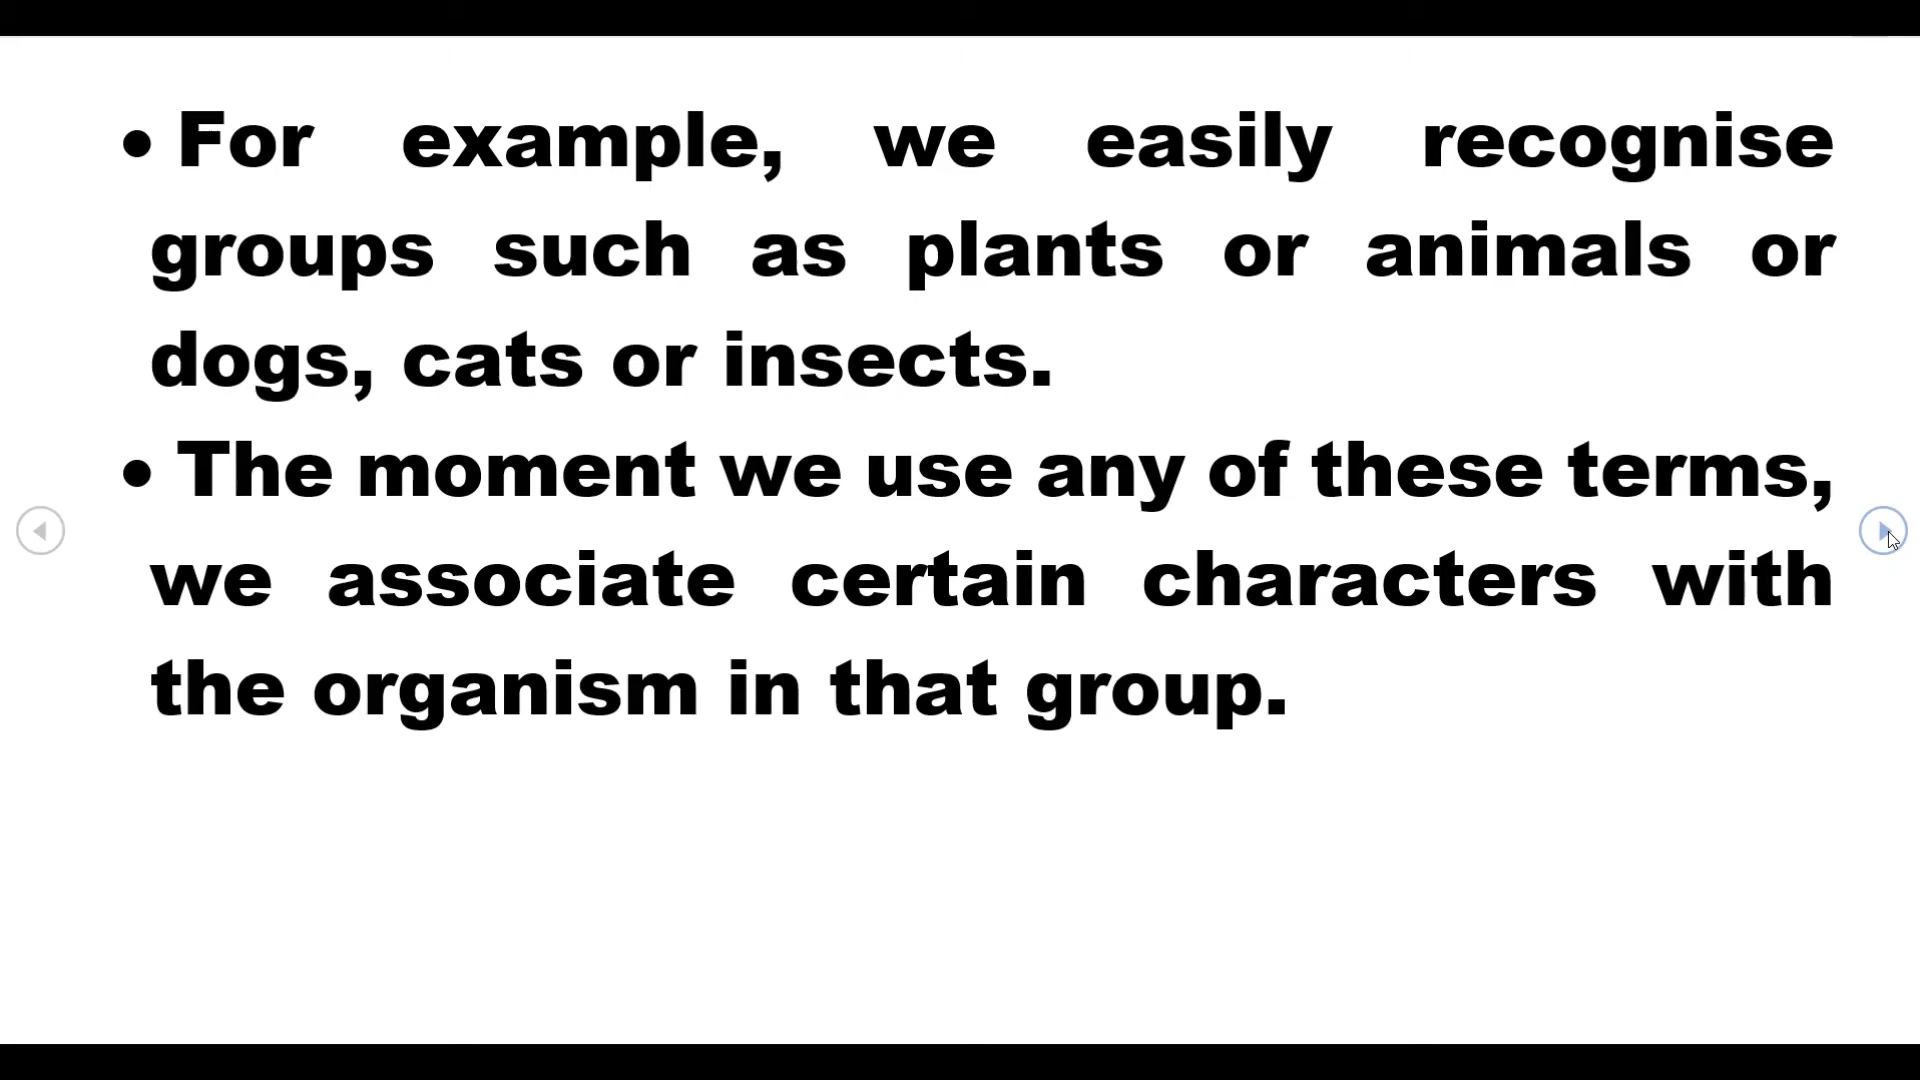 • For example, we easily recognise
groups such as plants or animals or
dogs, cats or insects.
• The moment we use any of these terms,
we associate certain characters with
the organism in that group.